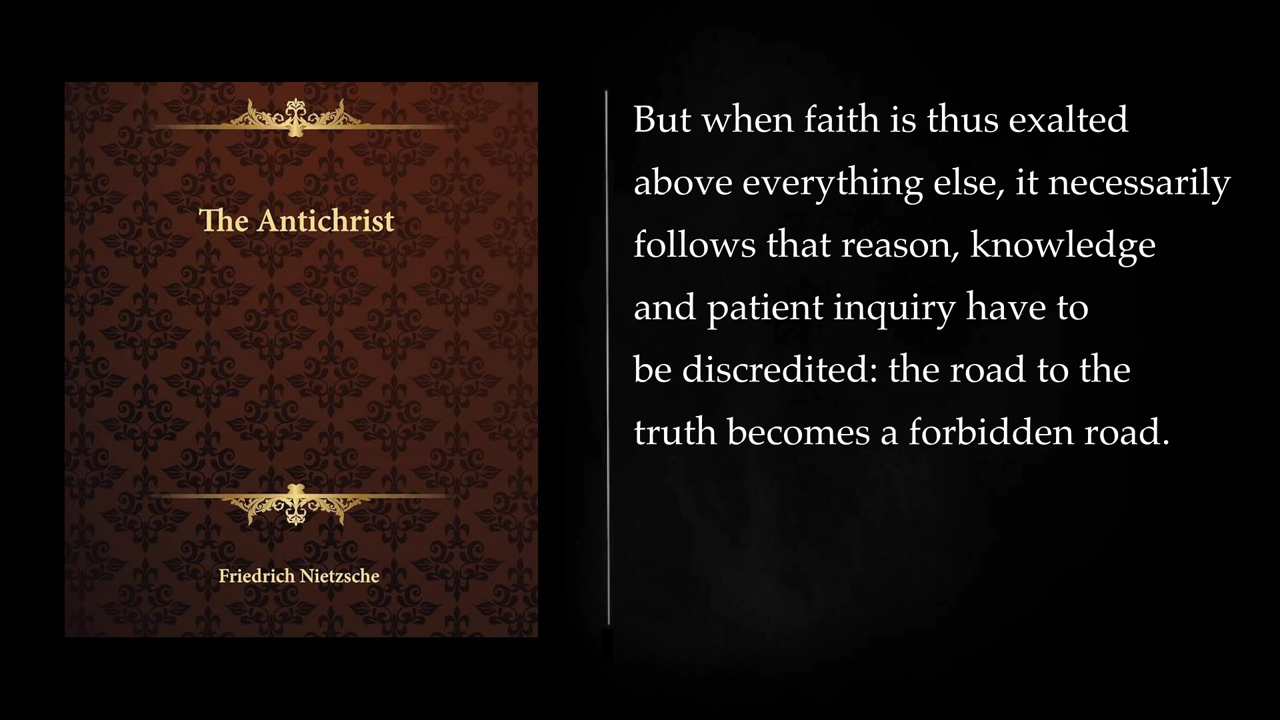 The Antichrist
Friedrich Nietzsche
But when faith is thus exalted
above everything else, it necessarily
follows that reason, knowledge
and patient inquiry have to
be discredited: the road to the
truth becomes a forbidden road.